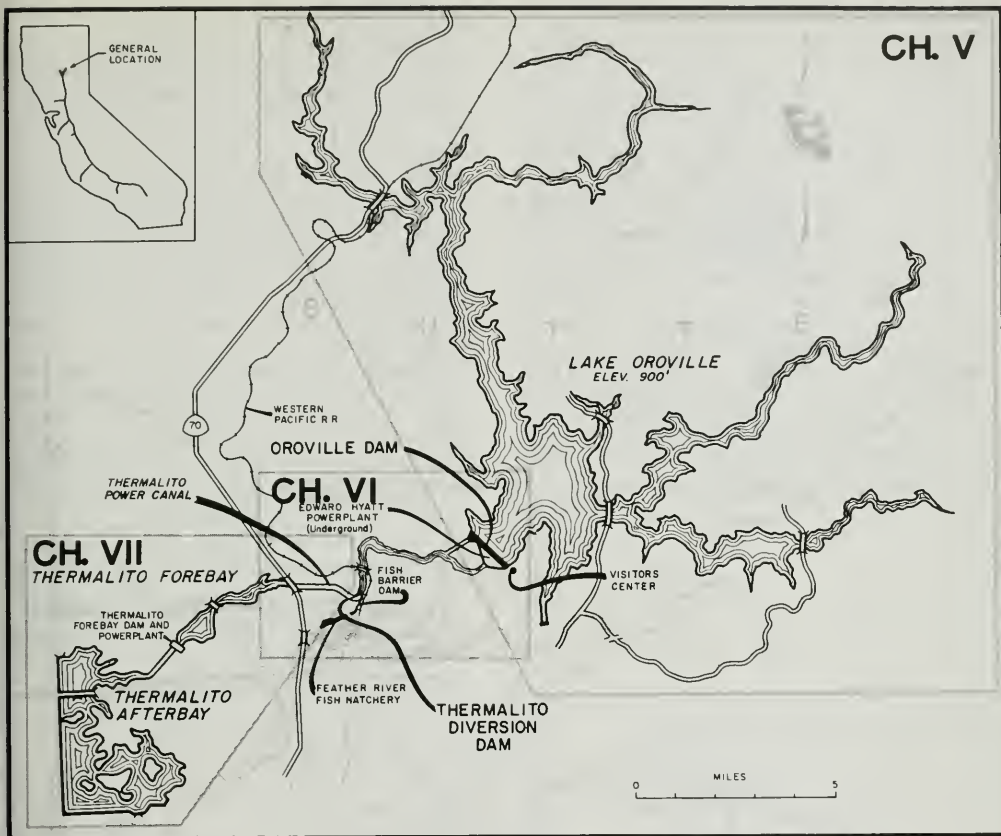 GENERAL
LOCATION
CH. V
B U T T E
LAKE OROVILLE
ELEV. 900'
WESTERN
PACIFIC R R
70
OROVILLE DAM
THERMALITO
POWER CANAL
CH. VI
EDWARD HYATT
POWERPLANT
(Underground)
CH. VII
THERMALITO FOREBAY
FISH
BARRIER
DAM
VISITORS
CENTER
THERMALITO
FOREBAY DAM AND
POWERPLANT
THERMALITO
AFTERBAY
FEATHER RIVER
FISH HATCHERY
THERMALITO
DIVERSION
DAM
MILES
0 5